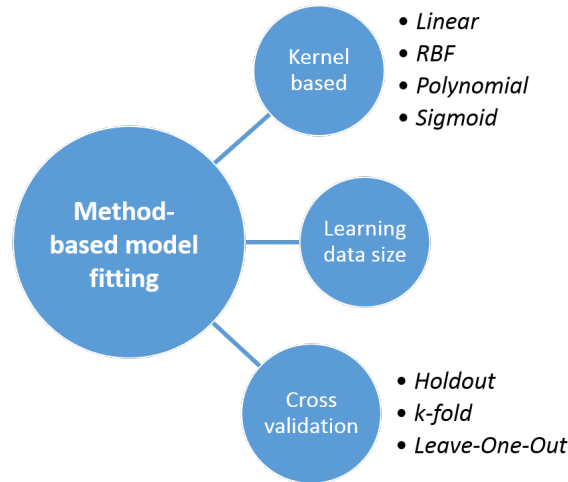 Kernel
based
• Linear
• RBF
• Polynomial
• Sigmoid
Method-
based model
fitting
Learning
data size
Cross
validation
• Holdout
• k-fold
• Leave-One-Out